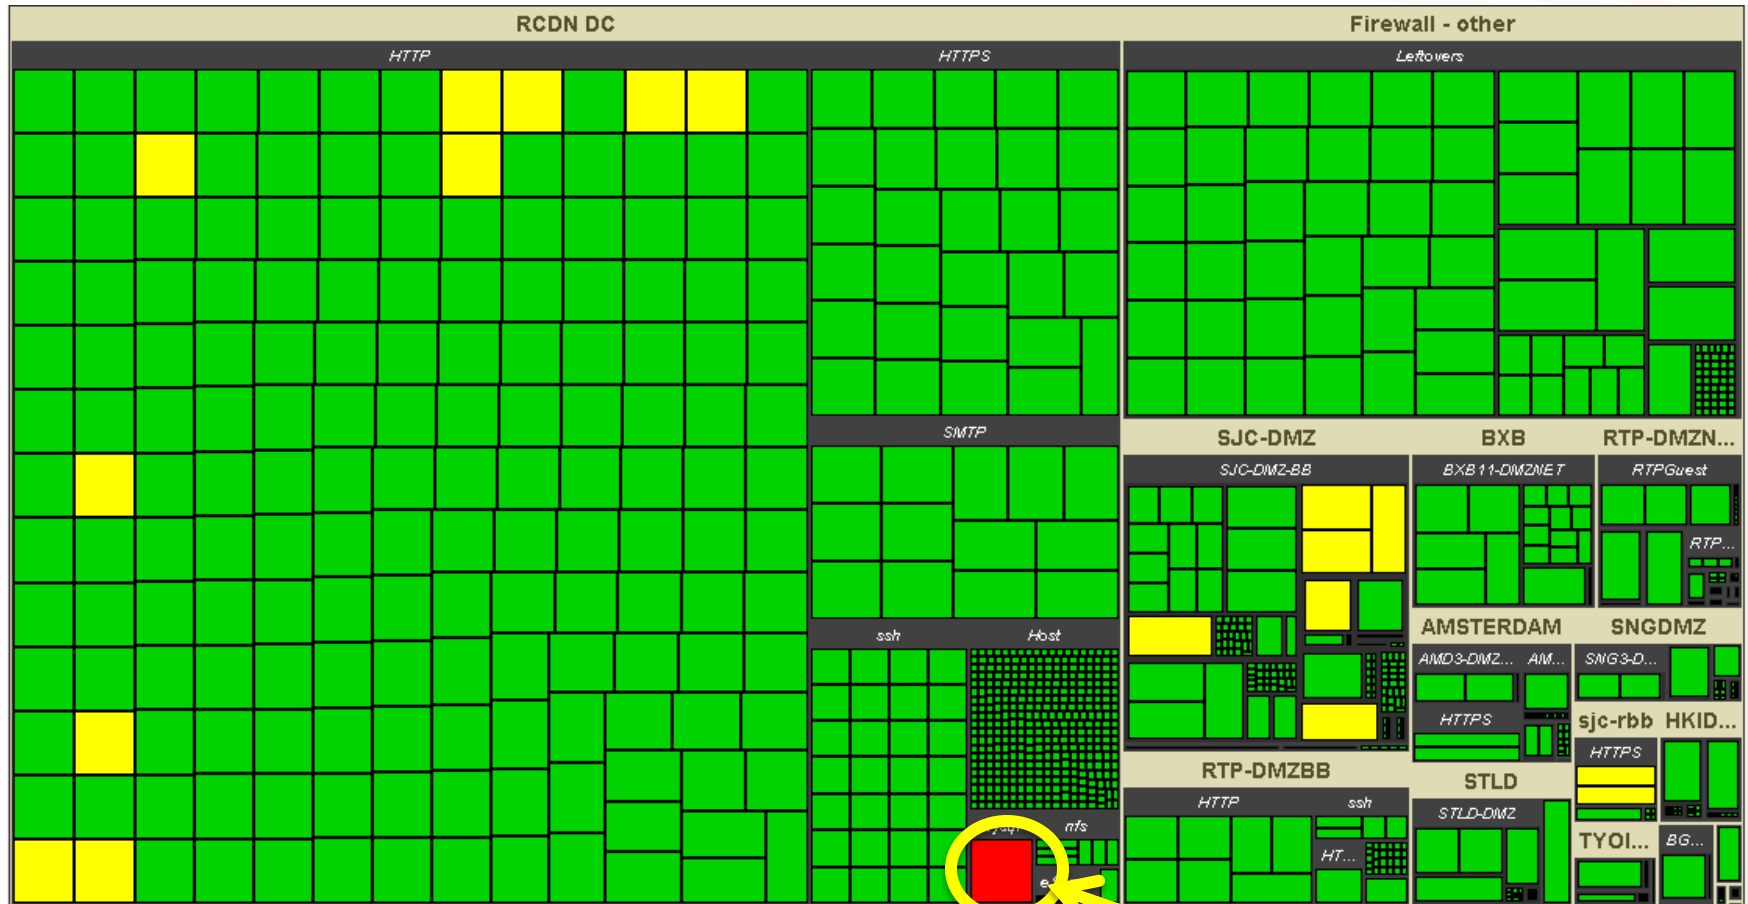 RCDN DC
Firewall - other
HTTP
HTTPS
Leftovers
SMTP
SJC-DMZ
BXB
RTP-DMZN...
SJC-DMZ-BB
BXB11-DMZNET
RTPGuest
RTP...
ssh
Host
AMSTERDAM
SNGDMZ
AMD3-DMZ...
AM...
SNG3-D...
HTTPS
sjc-rbb
HKID...
HTTPS
RTP-DMZBB
STLD
HTTP
ssh
STLD-DMZ
nfs
HT...
TYOI...
BG...